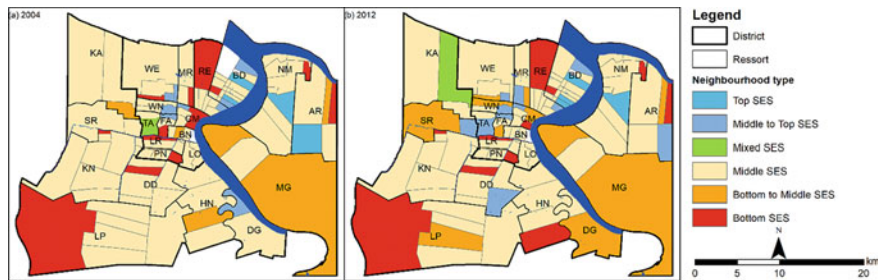 (a) 2004
KA
WE
MR
RE
BD
NM
AR
WN
SR
TA
FA
CM
BN
LR
PN
LO
KN
DD
HN
MG
LP
DG
(b) 2012
KA
WE
MR
RE
BD
NM
AR
WN
SR
TA
FA
CM
BN
LR
PN
LO
KN
DD
HN
MG
LP
DG
Legend
District
Ressort
Neighbourhood type
Top SES
Middle to Top SES
Mixed SES
Middle SES
Bottom to Middle SES
Bottom SES
N
0 10 20
km